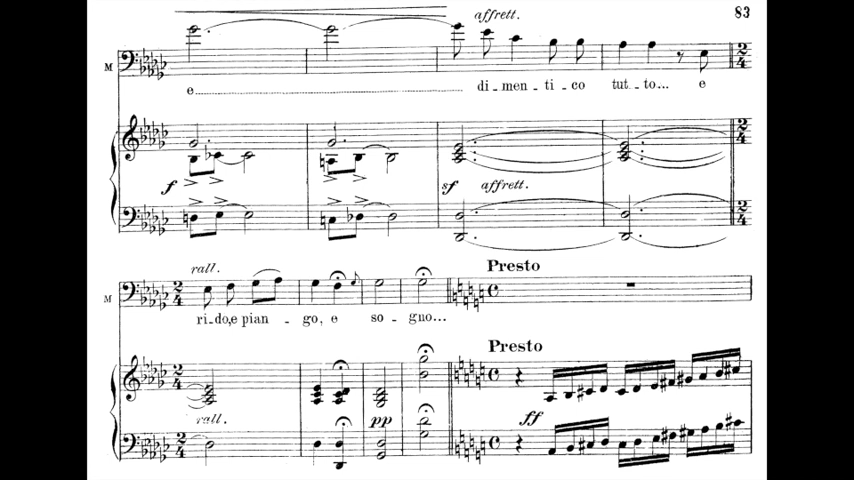 affrett. 83
M
e di-men-ti-co tut-to... e
f sf affrett.
rall. Presto
M
ri-do,e pian-go, e so-gno...
Presto
rall. pp ff